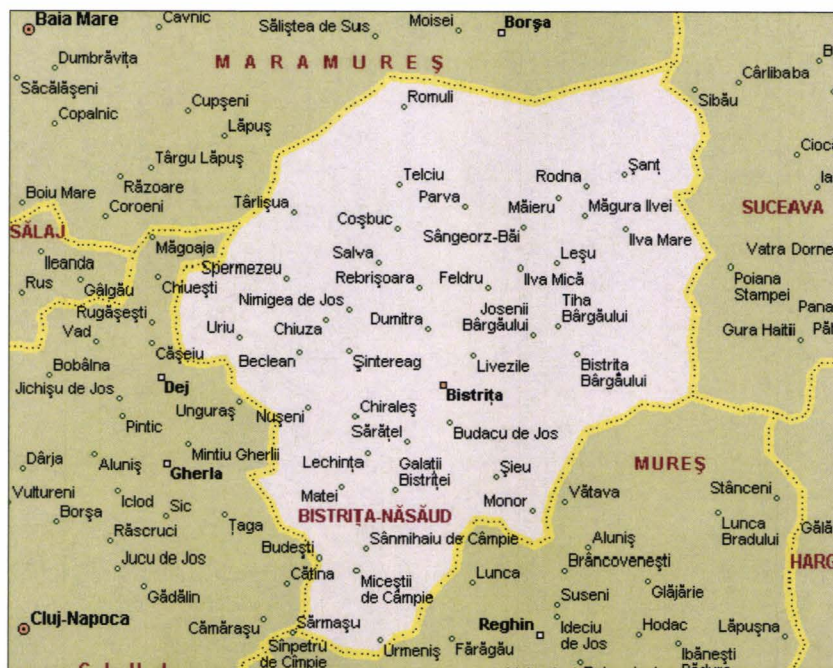 Baia Mare
Cavnic
Săliştea de Sus
Moisei
Borşa
Dumbrăviţa
MARAMUREŞ
Cârlibaba
Săcălăşeni
Sibău
Copalnic
Cupşeni
Romuli
Lăpuş
Târgu Lăpuş
Telciu
Rodna
Şanţ
Răzoare
Boiu Mare
Coroeni
Târlişua
Parva
Măieru
Măgura Ilvei
SUCEAVA
Coşbuc
SĂLAJ
Măgoaja
Sângeorz-Băi
Ilva Mare
Ileanda
Salva
Leşu
Vatra Dorne
Spermezeu
Rus
Gâlgău
Chiueşti
Rebrişoara
Feldru
Ilva Mică
Poiana
Stampei
Nimigea de Jos
Tiha
Bârgăului
Rugăşeşti
Josenii
Bârgăului
Vad
Uriu
Chiuza
Dumitra
Gura Haitii
Căşeiu
Bobâlna
Beclean
Şintereag
Livezile
Bistriţa
Bârgăului
Dej
Jichişu de Jos
Bistriţa
Unguraş
Nuşeni
Chiraleş
Pintic
Sărăţel
Budacu de Jos
Mintiu Gherlii
Dârja
Aluniş
Gherla
Lechinţa
Galaţii
Bistriţei
Şieu
MUREŞ
Stânceni
Vultureni
Iclod
Sic
Matei
Monor
Vătava
Borşa
Ţaga
BISTRIŢA-NĂSĂUD
Lunca
Bradului
Răscruci
Sânmihaiu de Câmpie
Aluniş
Budeşti
Jucu de Jos
Brâncoveneşti
HARG
Cătina
Miceştii
de Câmpie
Lunca
Gădălin
Glăjărie
Suseni
Cluj-Napoca
Cămăraşu
Sărmaşu
Reghin
Ideciu
de Jos
Hodac
Lăpuşna
Sînpetru
de Cîmpie
Urmeniş
Fărăgău
Ibăneşti